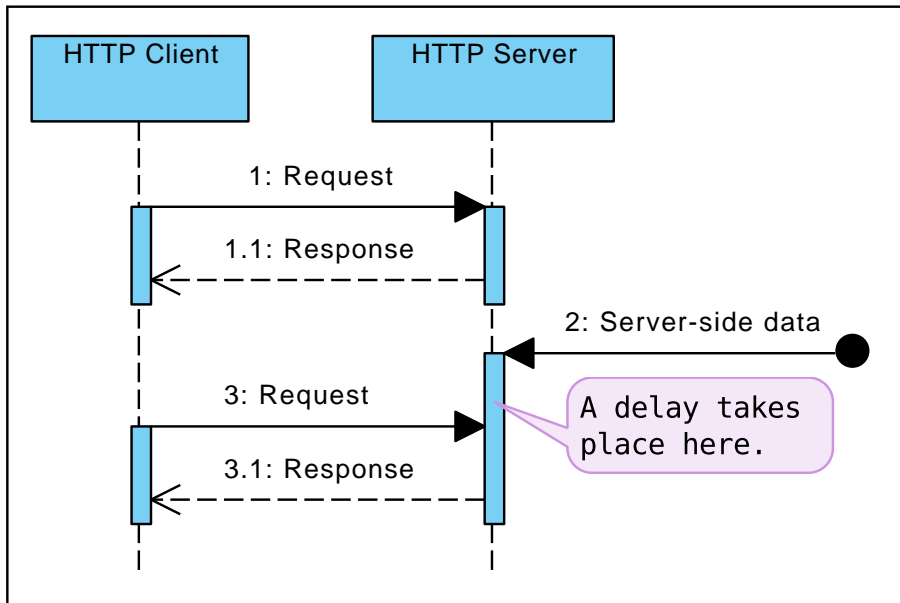 HTTP Client
HTTP Server
1: Request
1.1: Response
2: Server-side data
3: Request
A delay takes
place here.
3.1: Response